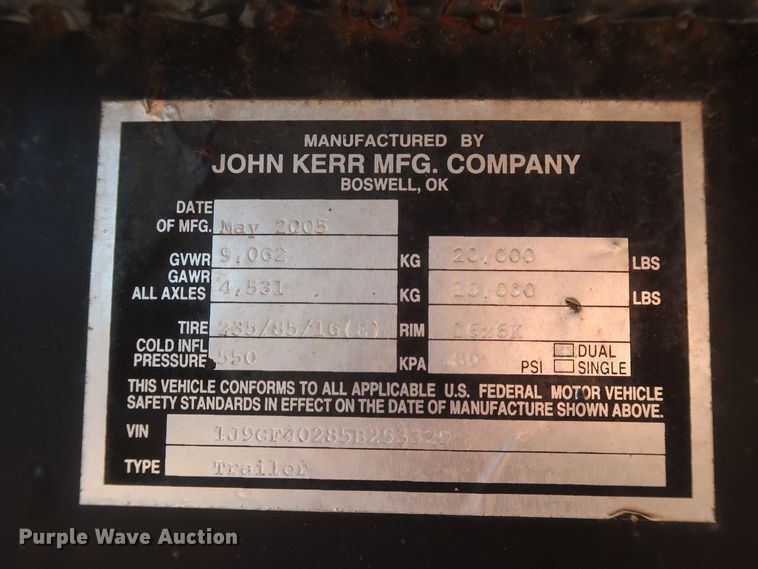 MANUFACTURED BY
JOHN KERR MFG. COMPANY
BOSWELL, OK
DATE OF MFG. May 2005
GVWR 9,062 KG 20,000 LBS
GAWR ALL AXLES 4,531 KG 10,000 LBS
TIRE 235/85/16(E) RIM 16x6K
COLD INFL PRESSURE 550 KPA PSI DUAL SINGLE
THIS VEHICLE CONFORMS TO ALL APPLICABLE U.S. FEDERAL MOTOR VEHICLE
SAFETY STANDARDS IN EFFECT ON THE DATE OF MANUFACTURE SHOWN ABOVE.
VIN 1J9GF40285B253325
TYPE Trailer
Purple Wave Auction